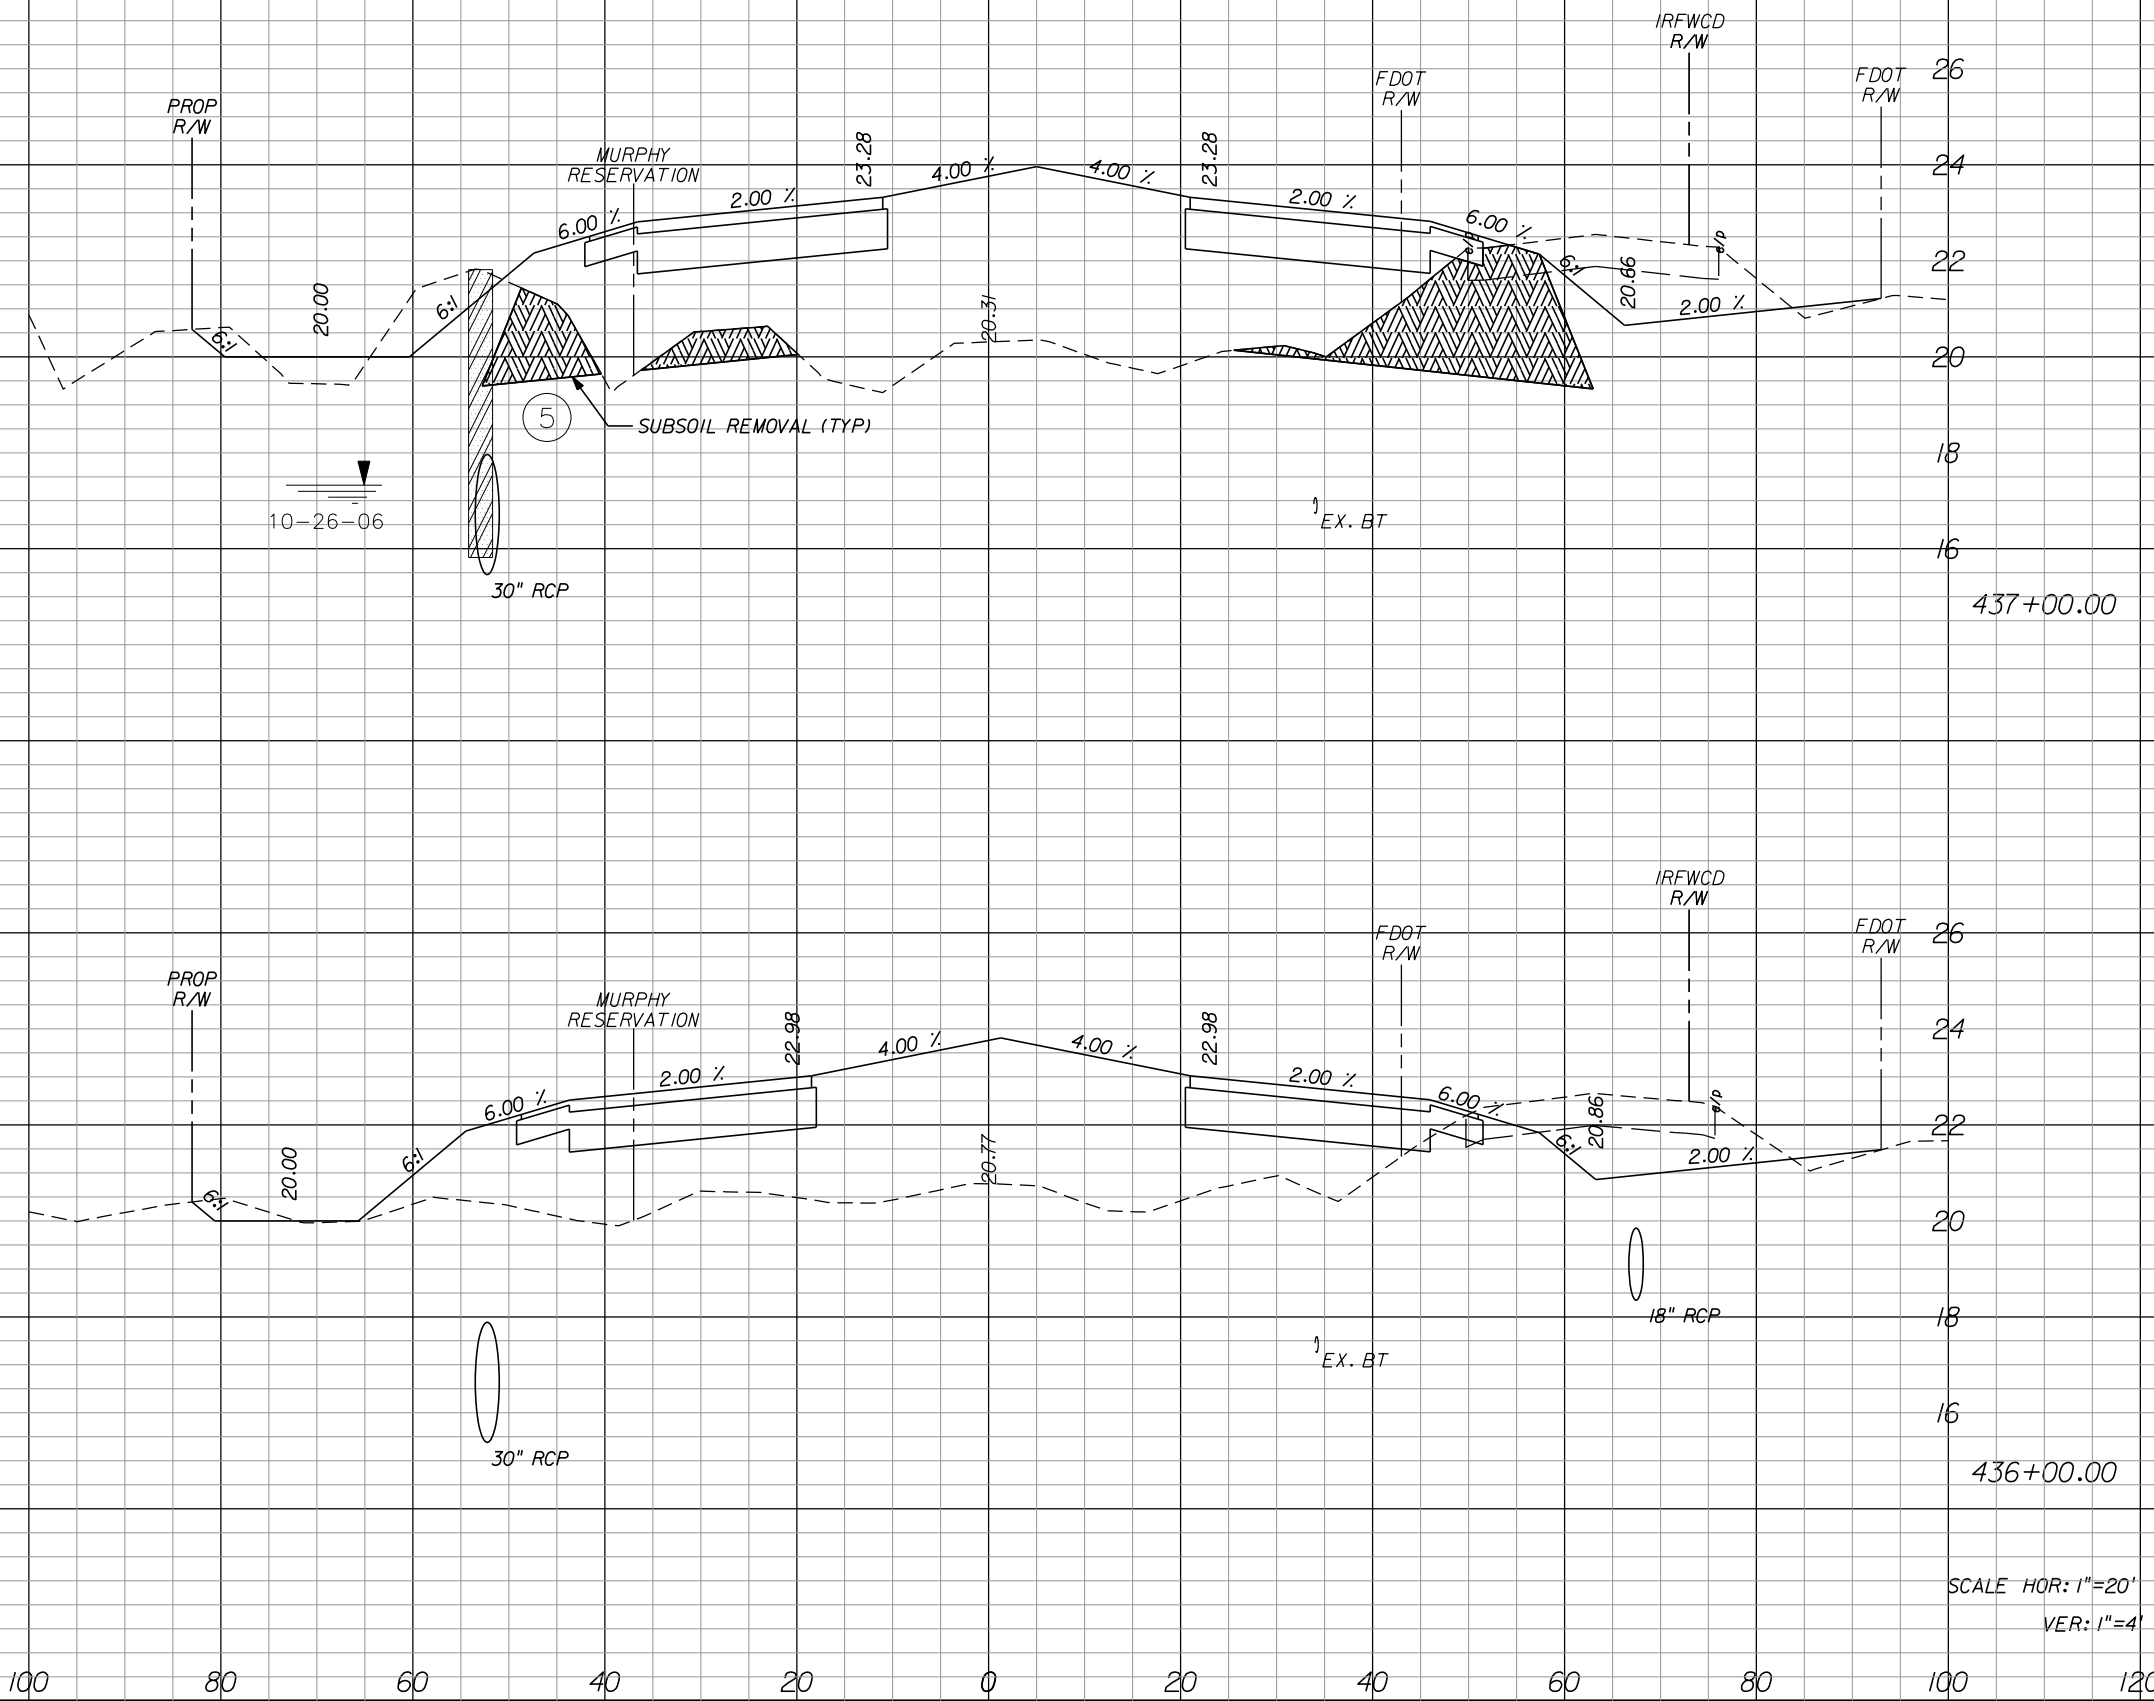 IRFWCD
R/W
26
FDOT
R/W
FDOT
R/W
PROP
R/W
MURPHY
RESERVATION
23.28
23.28
24
4.00 %
4.00 %
2.00 %
2.00 %
6.00 %
6.00 %
e/p
e/p
22
6:1
6:1
20.66
20.00
6:1
20.31
2.00 %
20
5
SUBSOIL REMOVAL (TYP)
18
10-26-06
EX. BT
16
30" RCP
437+00.00
IRFWCD
R/W
26
FDOT
R/W
FDOT
R/W
PROP
R/W
MURPHY
RESERVATION
22.98
22.98
24
4.00 %
4.00 %
2.00 %
2.00 %
6.00 %
6.00 %
e/p
20.86
22
6:1
6:1
20.00
20.77
2.00 %
6:1
20
18" RCP
18
EX. BT
16
30" RCP
436+00.00
SCALE HOR: 1"=20'
VER: 1"=4'
100 80 60 40 20 0 20 40 60 80 100 120